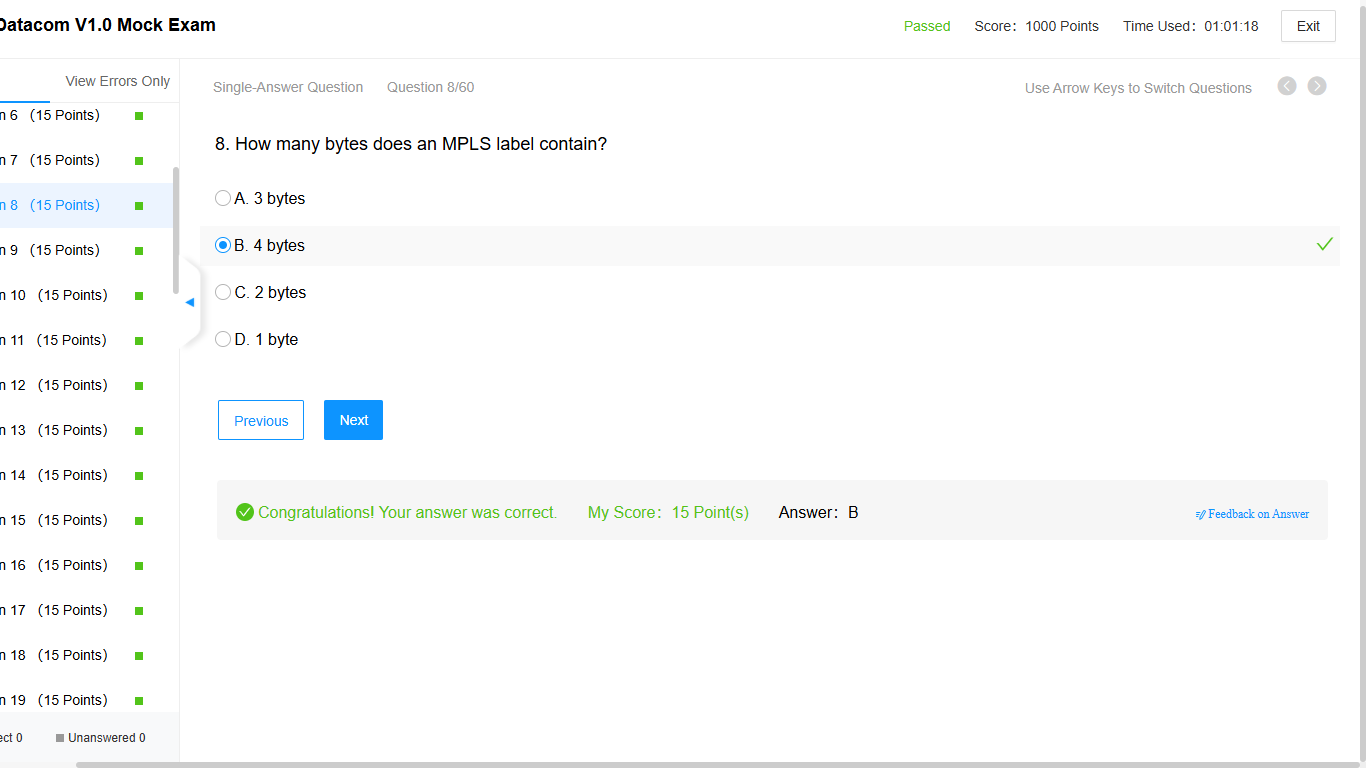 Datacom V1.0 Mock Exam
Passed Score: 1000 Points Time Used: 01:01:18 Exit
View Errors Only
Single-Answer Question Question 8/60 Use Arrow Keys to Switch Questions
n 6 (15 Points)
8. How many bytes does an MPLS label contain?
n 7 (15 Points)
A. 3 bytes
n 8 (15 Points)
B. 4 bytes
n 9 (15 Points)
C. 2 bytes
n 10 (15 Points)
D. 1 byte
n 11 (15 Points)
n 12 (15 Points)
Previous Next
n 13 (15 Points)
n 14 (15 Points)
Congratulations! Your answer was correct. My Score: 15 Point(s) Answer: B Feedback on Answer
n 15 (15 Points)
n 16 (15 Points)
n 17 (15 Points)
n 18 (15 Points)
n 19 (15 Points)
ect 0 Unanswered 0